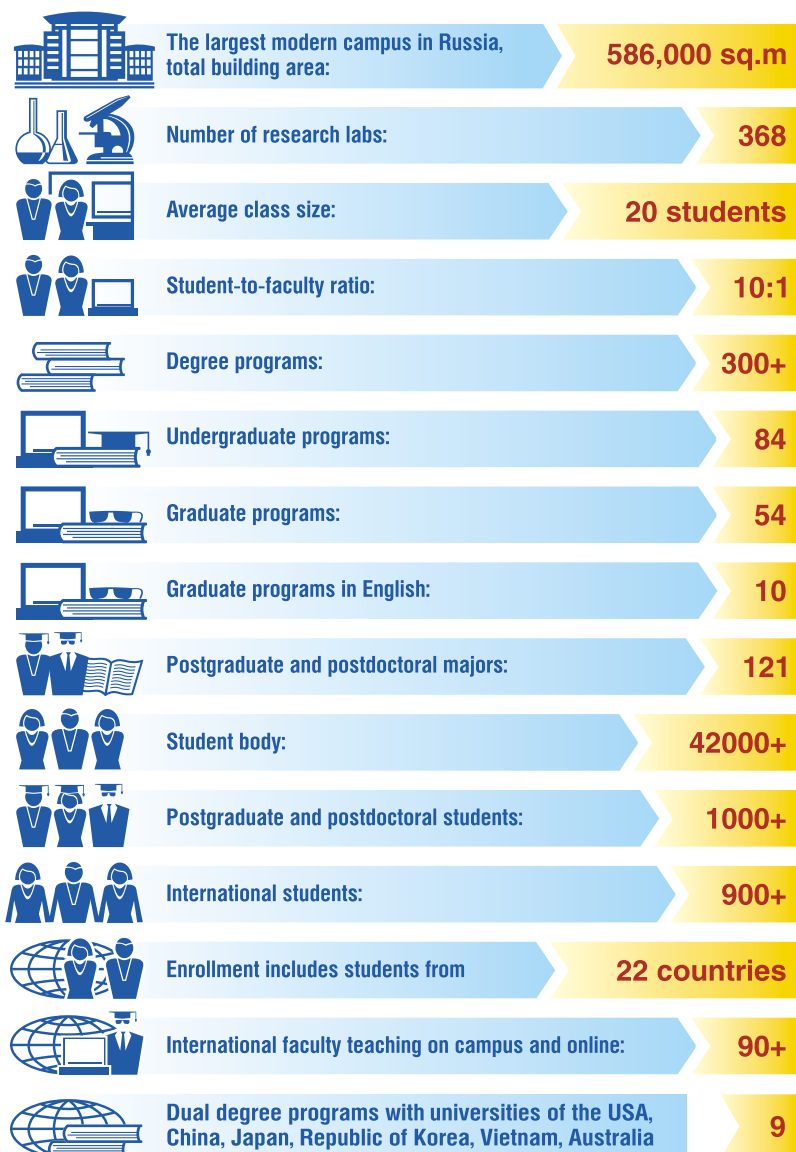 The largest modern campus in Russia,
total building area:
586,000 sq.m
Number of research labs:
368
Average class size:
20 students
Student-to-faculty ratio:
10:1
Degree programs:
300+
Undergraduate programs:
84
Graduate programs:
54
Graduate programs in English:
10
Postgraduate and postdoctoral majors:
121
Student body:
42000+
Postgraduate and postdoctoral students:
1000+
International students:
900+
Enrollment includes students from
22 countries
International faculty teaching on campus and online:
90+
Dual degree programs with universities of the USA,
China, Japan, Republic of Korea, Vietnam, Australia
9